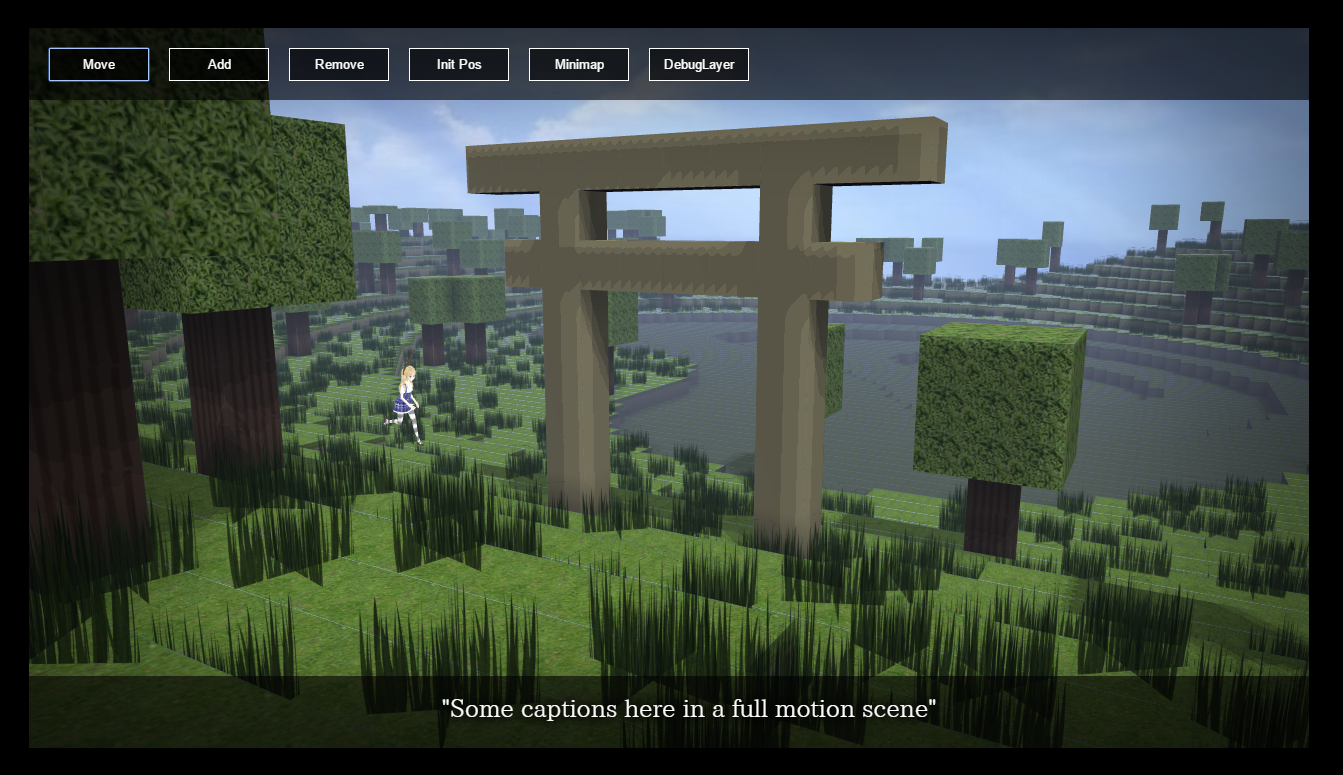 Move Add Remove Init Pos Minimap DebugLayer
"Some captions here in a full motion scene"